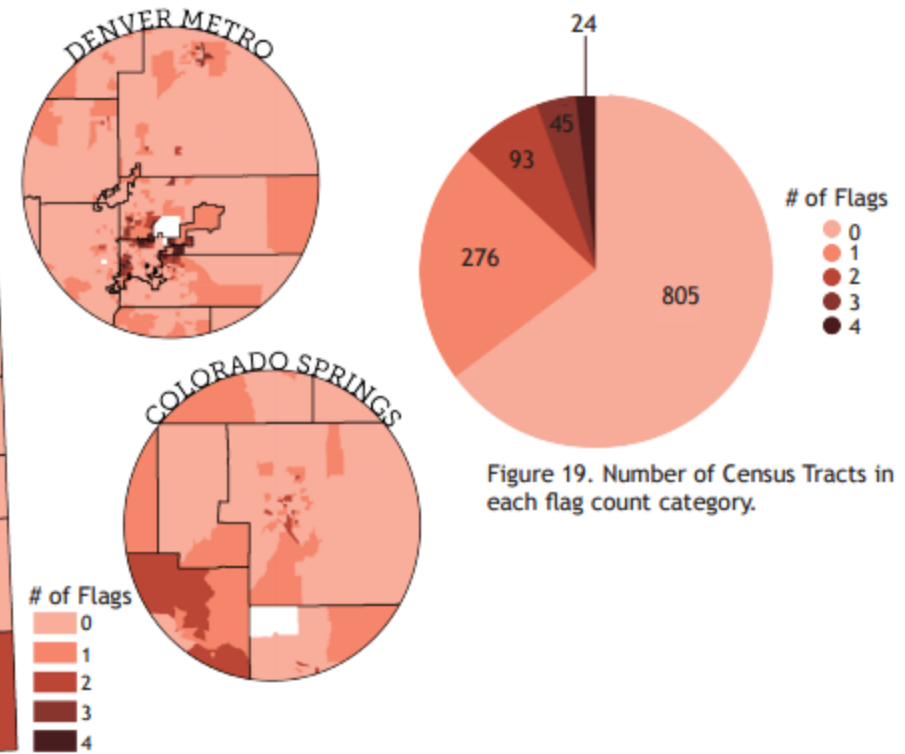 DENVER METRO
24
45
93
276
805
# of Flags
0
1
2
3
4
COLORADO SPRINGS
Figure 19. Number of Census Tracts in
each flag count category.
# of Flags
0
1
2
3
4